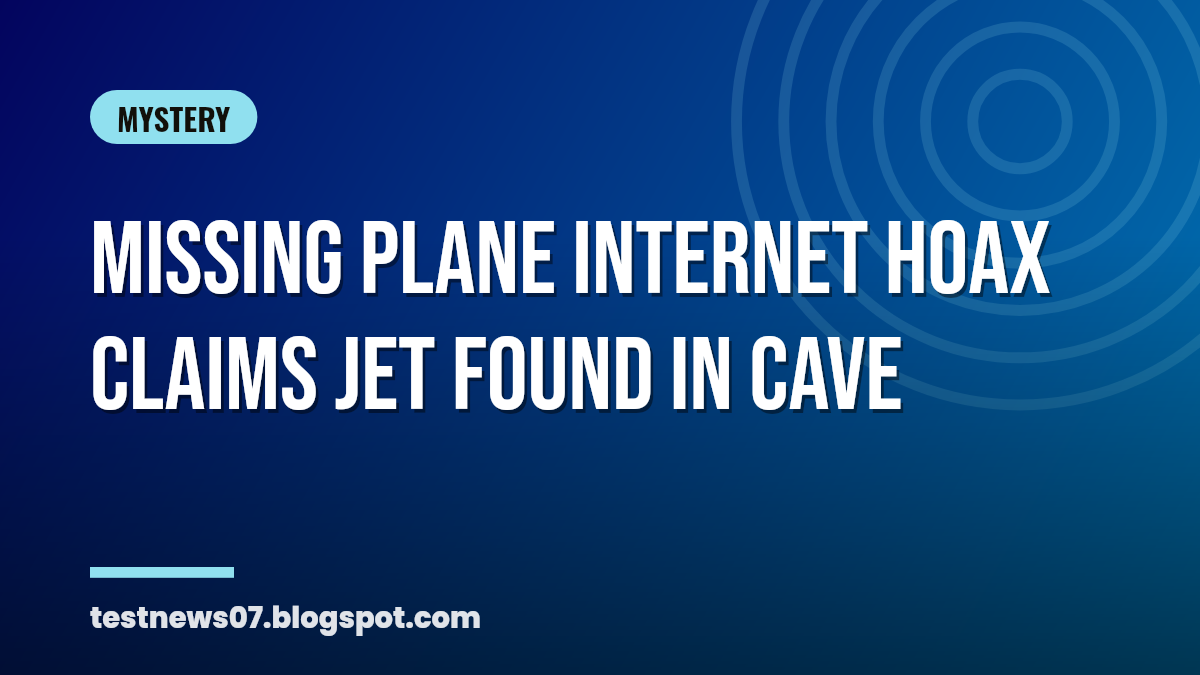 MYSTERY
MISSING PLANE INTERNET HOAX
CLAIMS JET FOUND IN CAVE
testnews07.blogspot.com